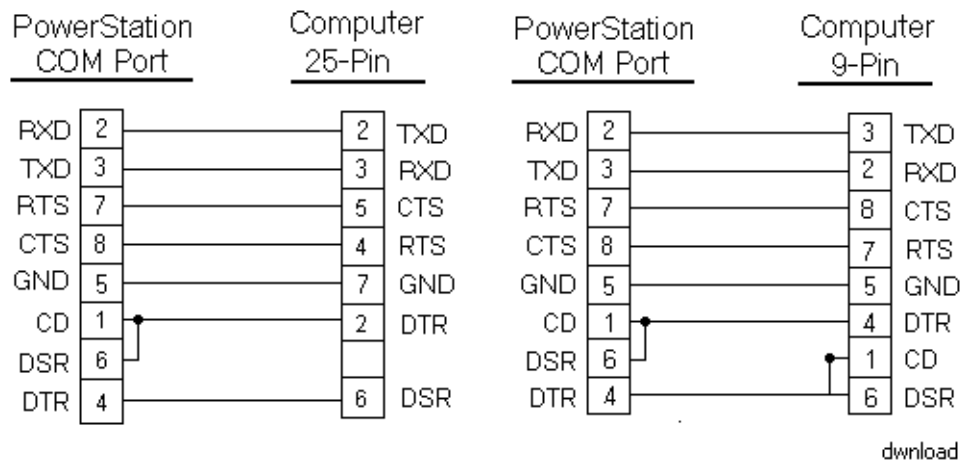 PowerStation COM Port Computer 25-Pin
RXD 2 2 TXD
TXD 3 3 RXD
RTS 7 5 CTS
CTS 8 4 RTS
GND 5 7 GND
CD 1 2 DTR
DSR 6
DTR 4 6 DSR
PowerStation COM Port Computer 9-Pin
RXD 2 3 TXD
TXD 3 2 RXD
RTS 7 8 CTS
CTS 8 7 RTS
GND 5 5 GND
CD 1 4 DTR
DSR 6 1 CD
DTR 4 6 DSR
dwnload